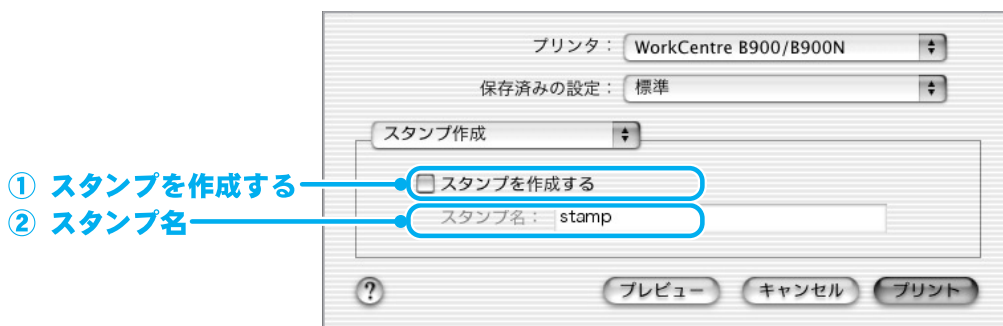 プリンタ： WorkCentre B900/B900N
保存済みの設定： 標準
スタンプ作成
① スタンプを作成する
スタンプを作成する
② スタンプ名
スタンプ名： stamp
? プレビュー キャンセル プリント